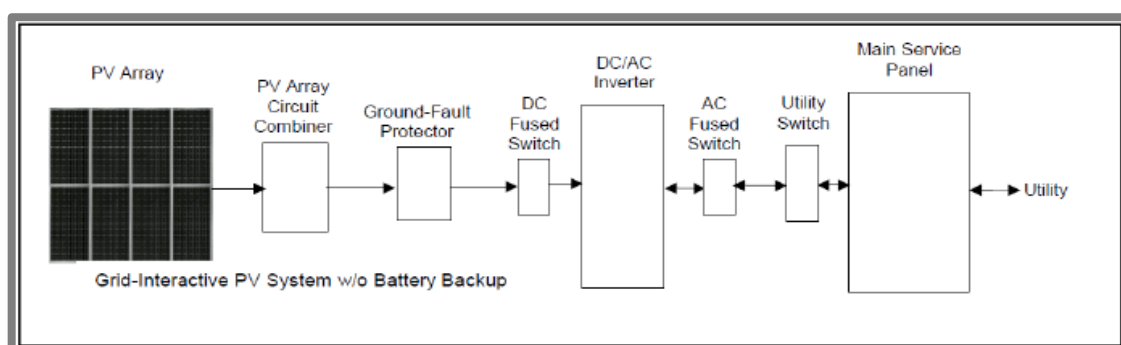 PV Array
PV Array
Circuit
Combiner
Ground-Fault
Protector
DC
Fused
Switch
DC/AC
Inverter
AC
Fused
Switch
Utility
Switch
Main Service
Panel
Utility
Grid-Interactive PV System w/o Battery Backup